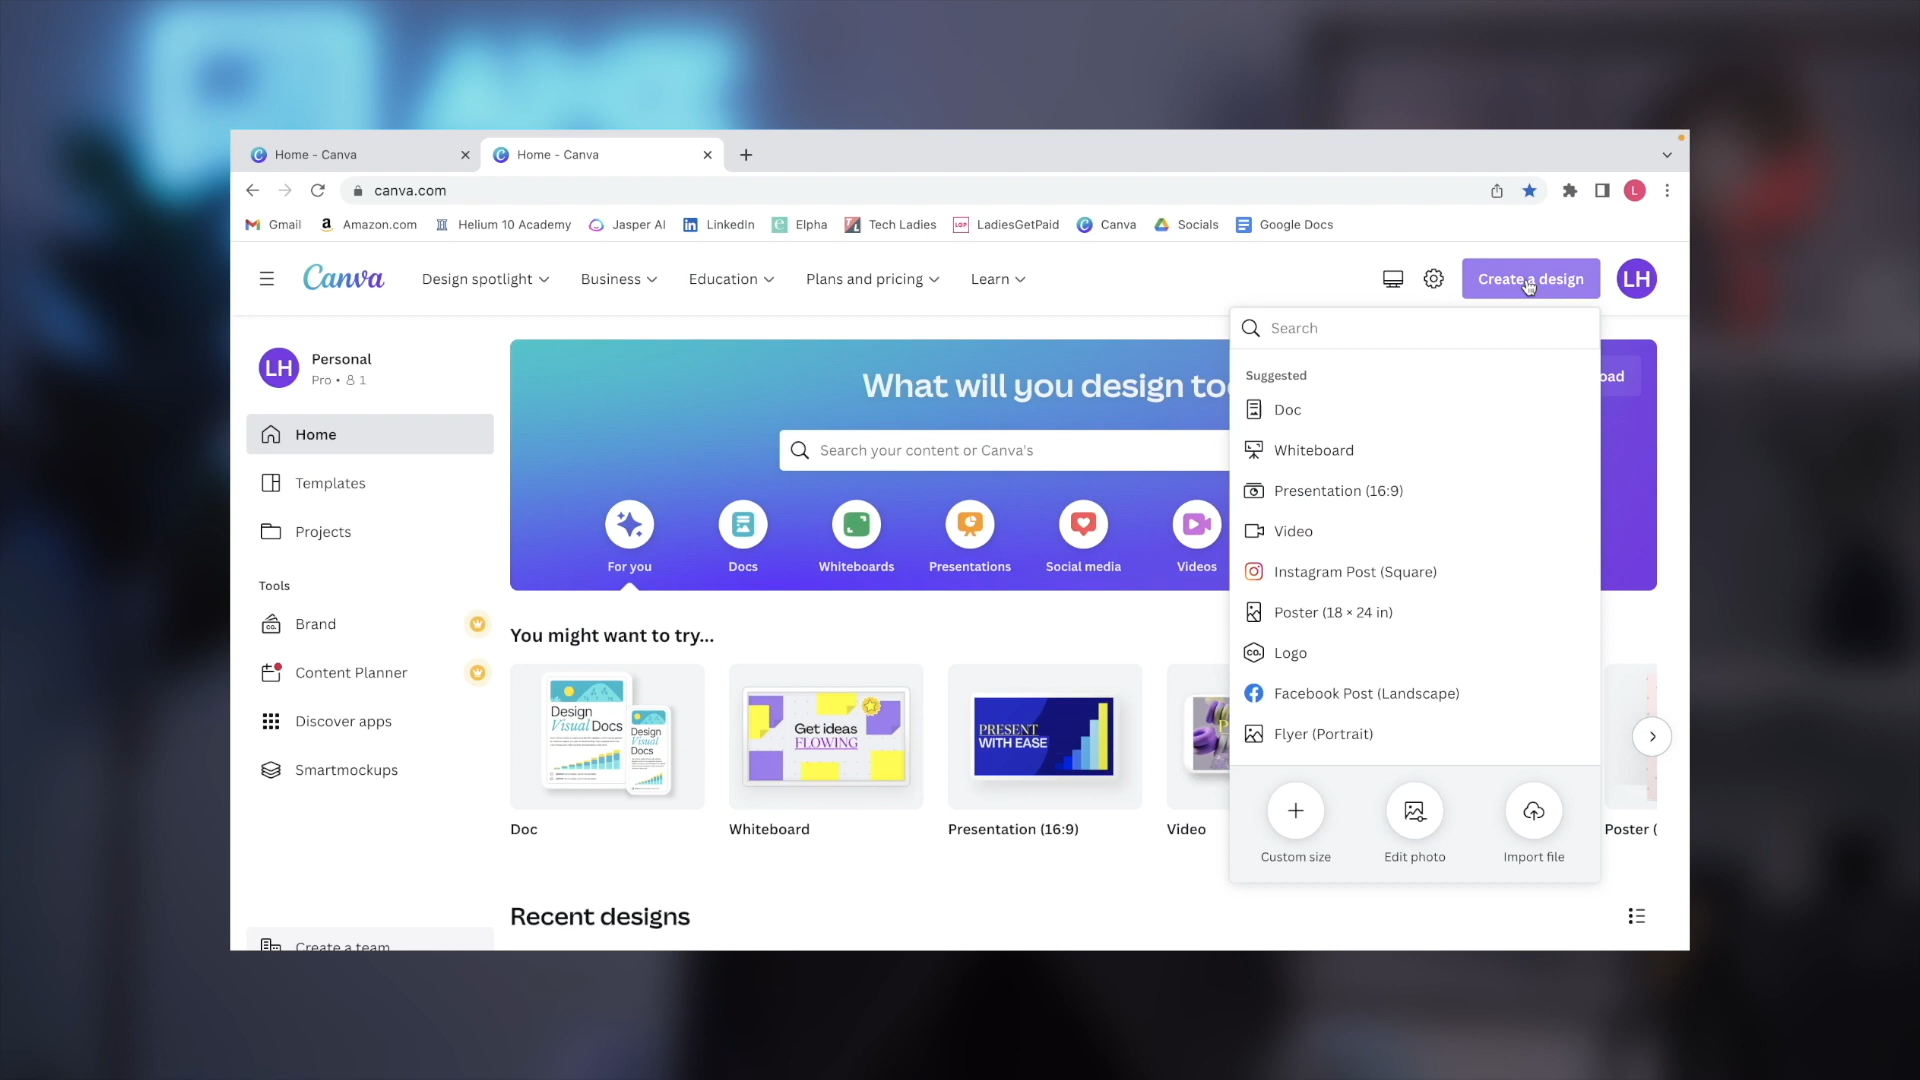 Home - Canva
Home - Canva
canva.com
L
Gmail
Amazon.com
Helium 10 Academy
Jasper AI
LinkedIn
Elpha
Tech Ladies
LadiesGetPaid
Canva
Socials
Google Docs
Canva
Design spotlight
Business
Education
Plans and pricing
Learn
Create a design
LH
LH
Personal
Pro • 1
Home
Templates
Projects
Tools
Brand
Content Planner
Discover apps
Smartmockups
Create a team
What will you design to
oad
Search your content or Canva's
For you
Docs
Whiteboards
Presentations
Social media
Videos
You might want to try...
Design
Visual Docs
Design
Visual
Docs
Get ideas
FLOWING
PRESENT
WITH EASE
Doc
Whiteboard
Presentation (16:9)
Video
Poster (
Recent designs
Search
Suggested
Doc
Whiteboard
Presentation (16:9)
Video
Instagram Post (Square)
Poster (18 × 24 in)
CO.
Logo
Facebook Post (Landscape)
Flyer (Portrait)
Custom size
Edit photo
Import file